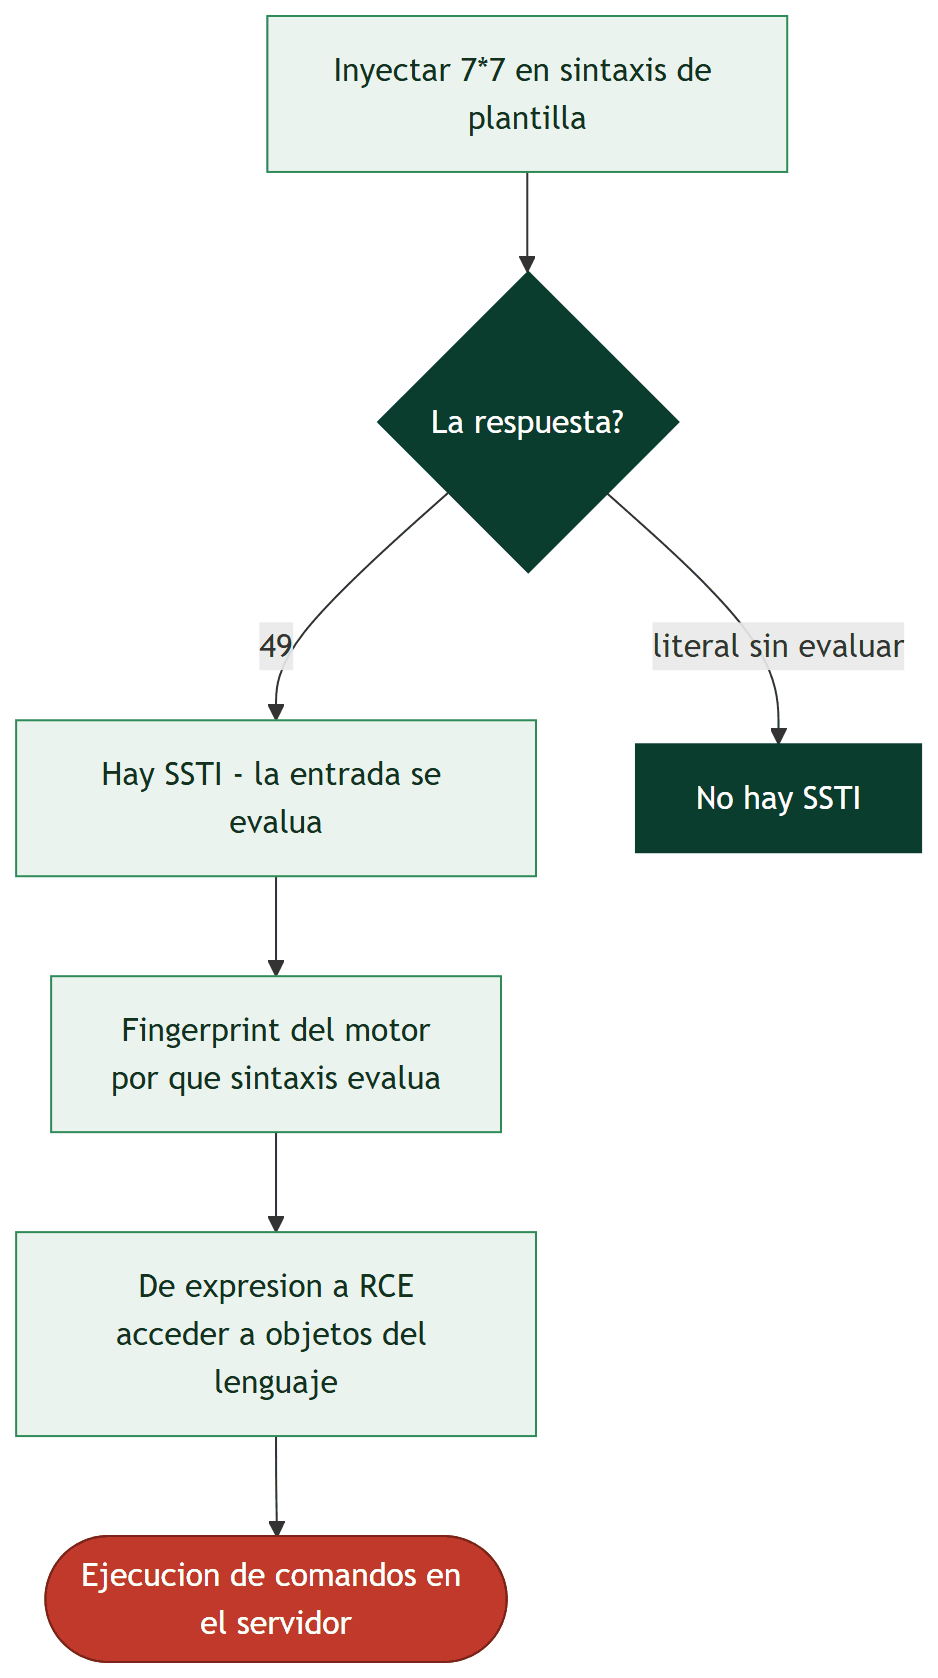 Inyectar 7*7 en sintaxis de
plantilla
La respuesta?
49
literal sin evaluar
Hay SSTI - la entrada se
evalua
No hay SSTI
Fingerprint del motor
por que sintaxis evalua
De expresion a RCE
acceder a objetos del
lenguaje
Ejecucion de comandos en
el servidor